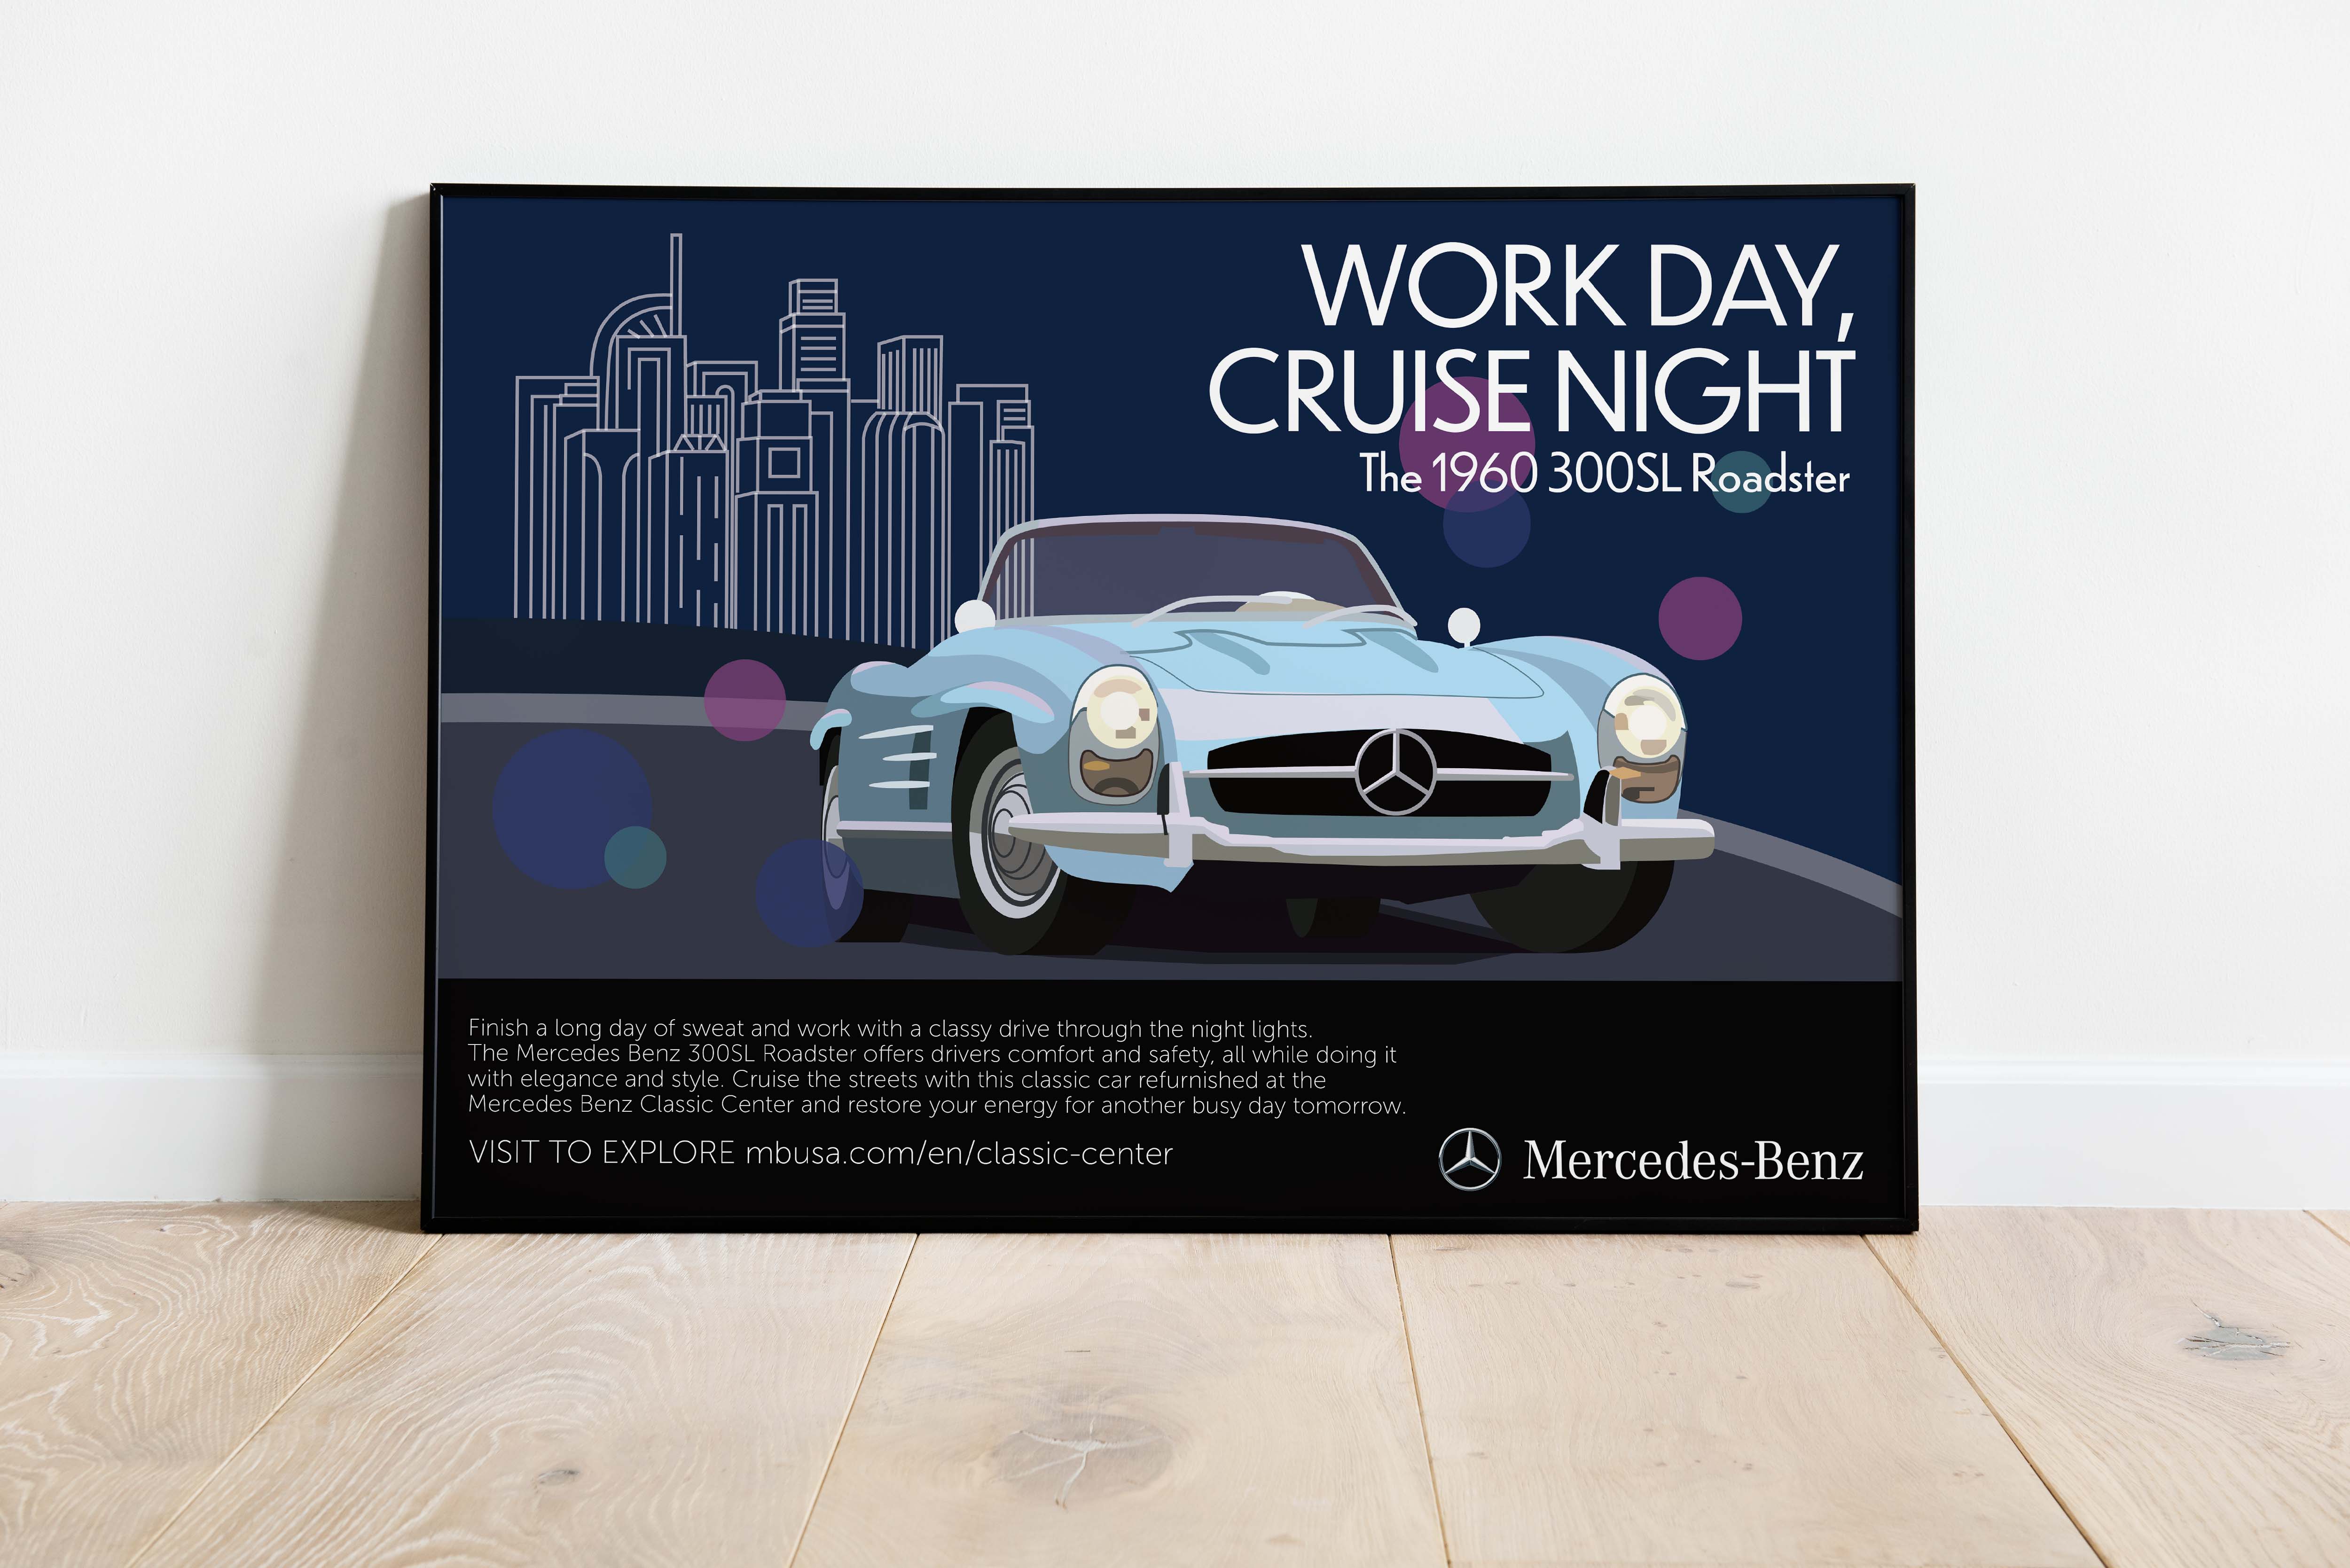 WORK DAY,
CRUISE NIGHT
The 1960 300SL Roadster
Finish a long day of sweat and work with a classy drive through the night lights.
The Mercedes Benz 300SL Roadster offers drivers comfort and safety, all while doing it
with elegance and style. Cruise the streets with this classic car refurnished at the
Mercedes Benz Classic Center and restore your energy for another busy day tomorrow.
VISIT TO EXPLORE mbusa.com/en/classic-center
Mercedes-Benz